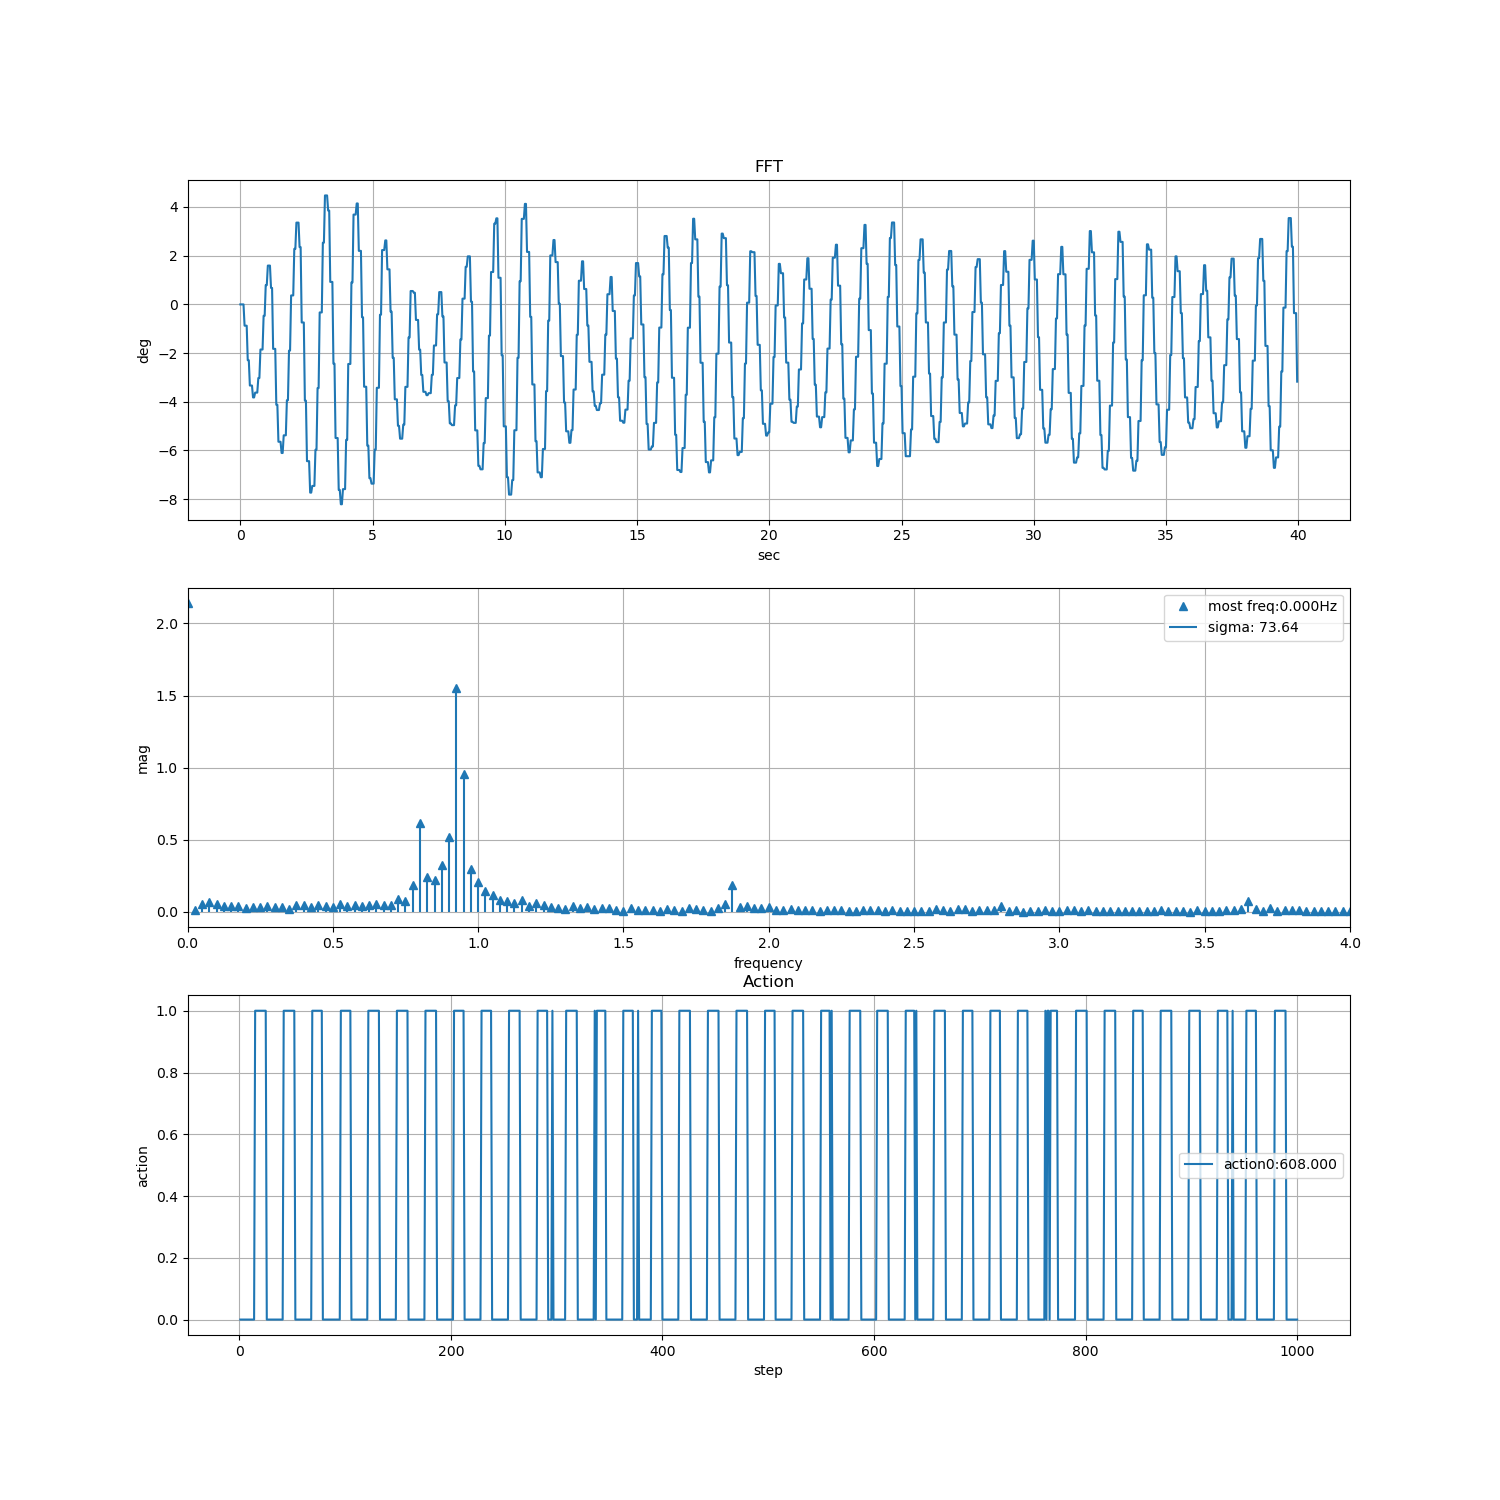 FFT
4
2
0
−2
−4
−6
−8
deg
0 5 10 15 20 25 30 35 40
sec
most freq:0.000Hz
sigma: 73.64
2.0
1.5
1.0
0.5
0.0
mag
0.0 0.5 1.0 1.5 2.0 2.5 3.0 3.5 4.0
frequency
Action
1.0
0.8
0.6
0.4
0.2
0.0
action
action0:608.000
0 200 400 600 800 1000
step